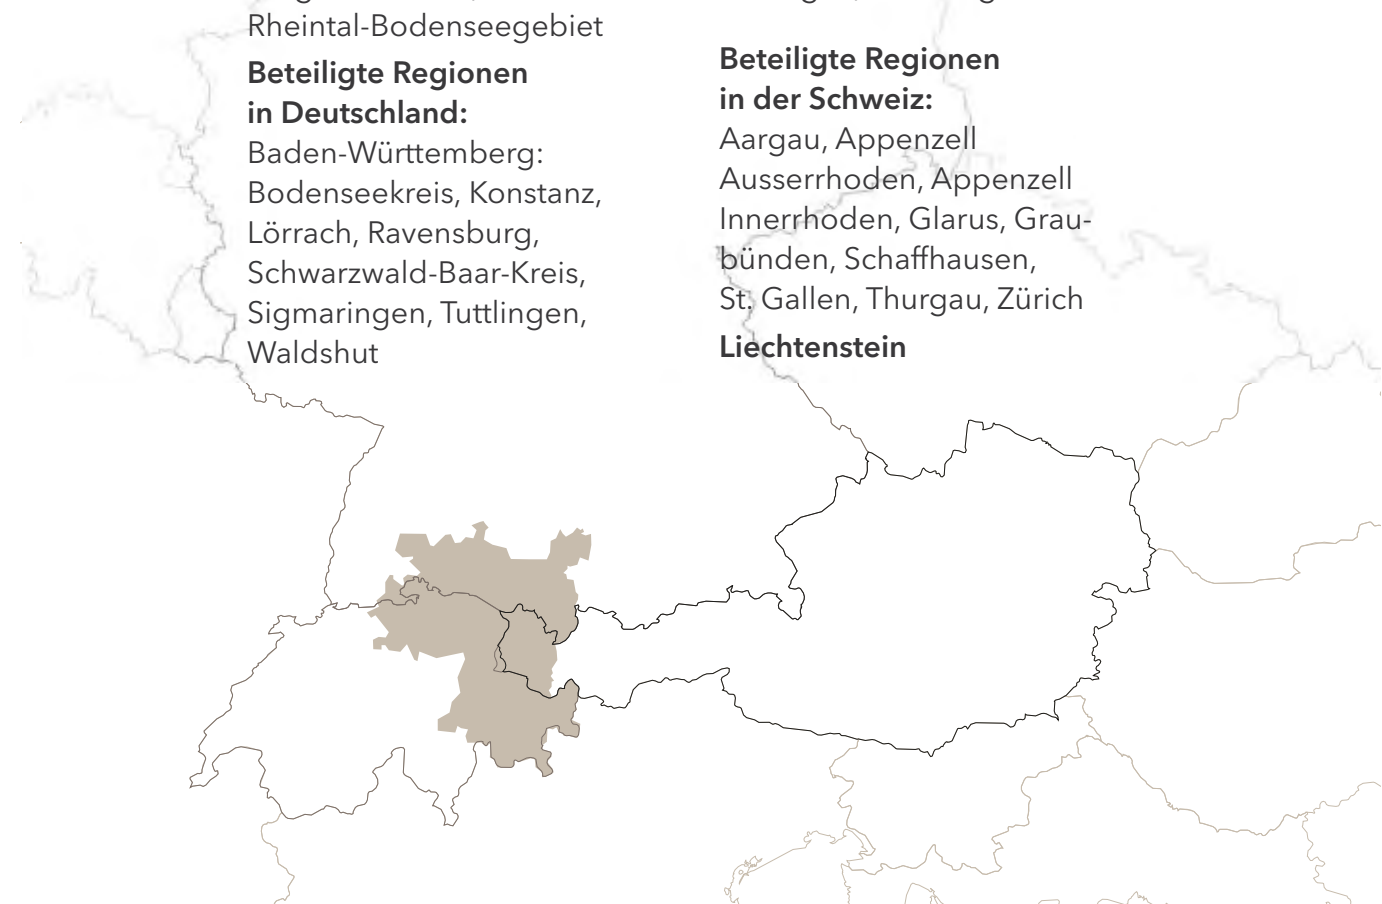 Rheintal-Bodenseegebiet
Beteiligte Regionen
in Deutschland:
Baden-Württemberg:
Bodenseekreis, Konstanz,
Lörrach, Ravensburg,
Schwarzwald-Baar-Kreis,
Sigmaringen, Tuttlingen,
Waldshut
Beteiligte Regionen
in der Schweiz:
Aargau, Appenzell
Ausserrhoden, Appenzell
Innerrhoden, Glarus, Grau-
bünden, Schaffhausen,
St. Gallen, Thurgau, Zürich
Liechtenstein